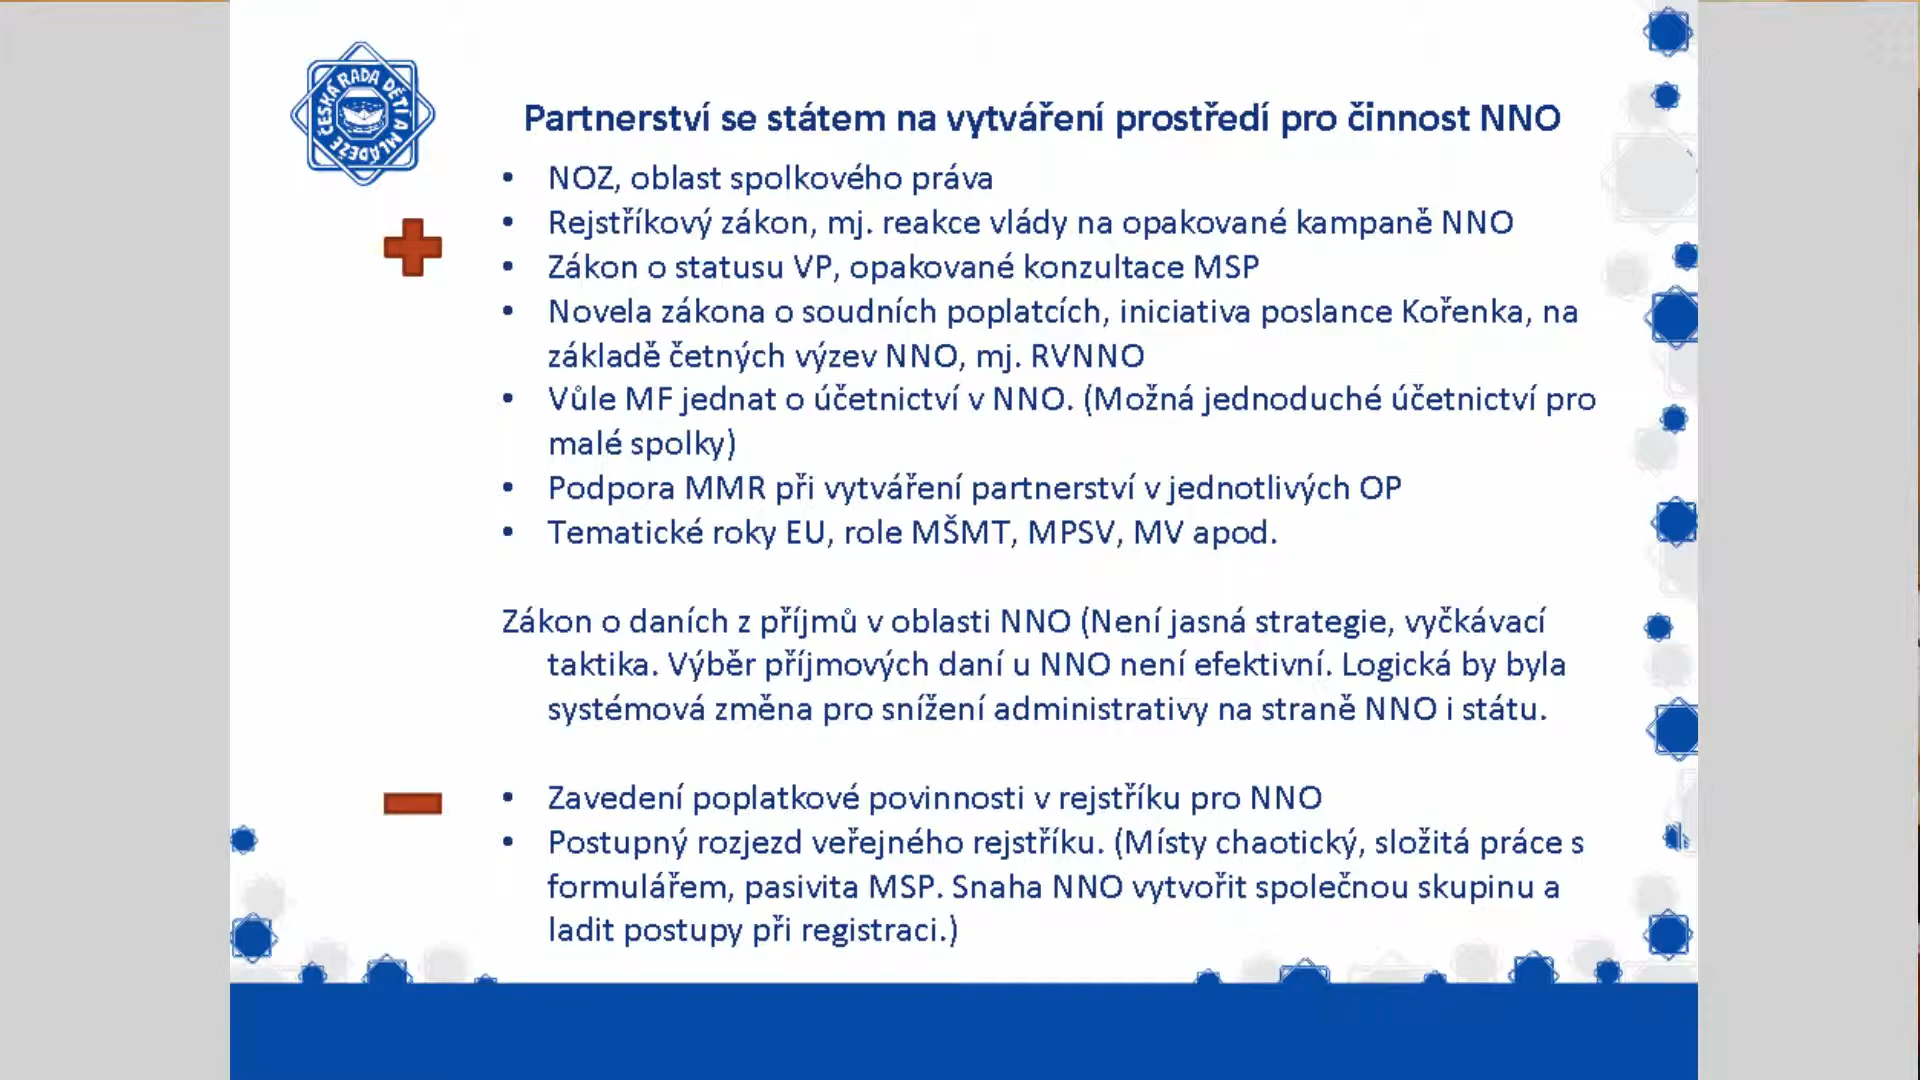 ČESKÁ RADA DĚTÍ A MLÁDEŽE
Partnerství se státem na vytváření prostředí pro činnost NNO
• NOZ, oblast spolkového práva
• Rejstříkový zákon, mj. reakce vlády na opakované kampaně NNO
• Zákon o statusu VP, opakované konzultace MSP
• Novela zákona o soudních poplatcích, iniciativa poslance Kořenka, na
základě četných výzev NNO, mj. RVNNO
• Vůle MF jednat o účetnictví v NNO. (Možná jednoduché účetnictví pro
malé spolky)
• Podpora MMR při vytváření partnerství v jednotlivých OP
• Tematické roky EU, role MŠMT, MPSV, MV apod.
Zákon o daních z příjmů v oblasti NNO (Není jasná strategie, vyčkávací
taktika. Výběr příjmových daní u NNO není efektivní. Logická by byla
systémová změna pro snížení administrativy na straně NNO i státu.
• Zavedení poplatkové povinnosti v rejstříku pro NNO
• Postupný rozjezd veřejného rejstříku. (Místy chaotický, složitá práce s
formulářem, pasivita MSP. Snaha NNO vytvořit společnou skupinu a
ladit postupy při registraci.)